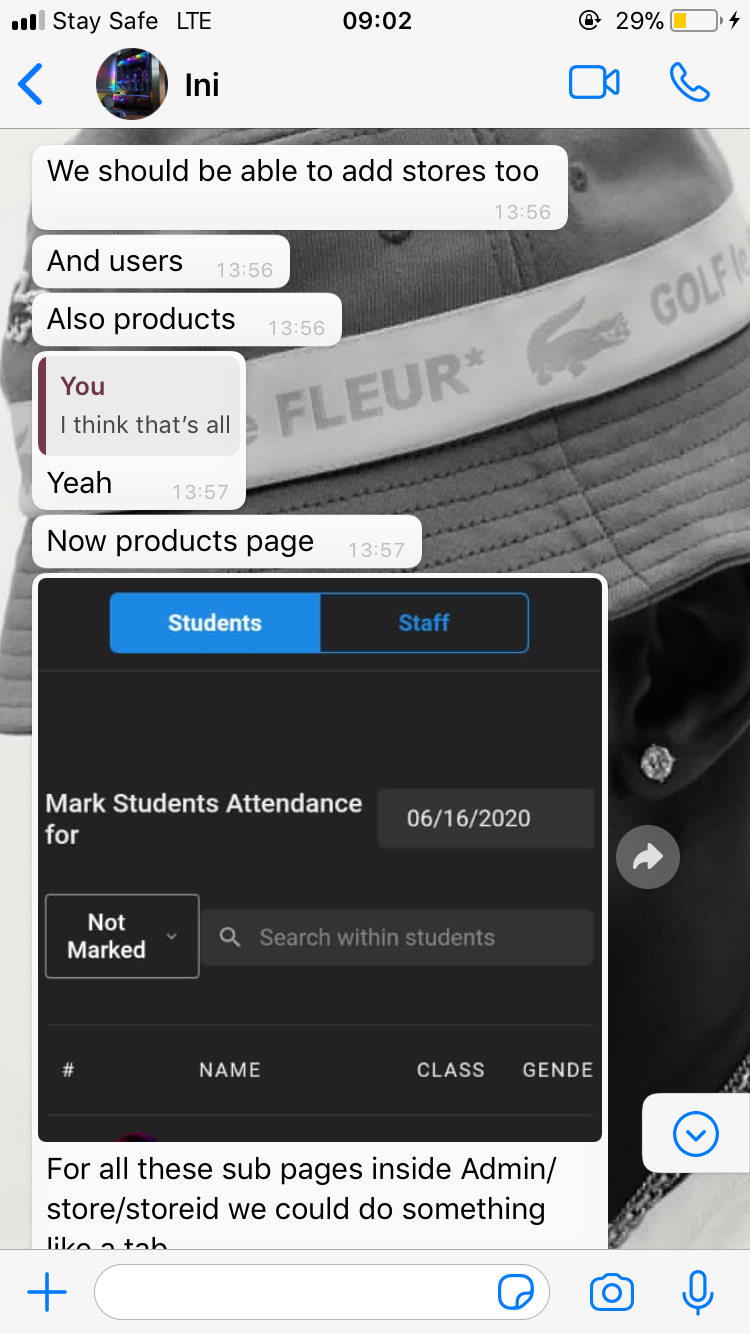 Stay Safe LTE 09:02 29%
Ini
We should be able to add stores too
13:56
And users 13:56
Also products 13:56
You
I think that's all
Yeah 13:57
Now products page 13:57
FLEUR*
GOLF le
Students Staff
Mark Students Attendance
for
06/16/2020
Not
Marked
Search within students
# NAME CLASS GENDE
For all these sub pages inside Admin/
store/storeid we could do something
like a tab